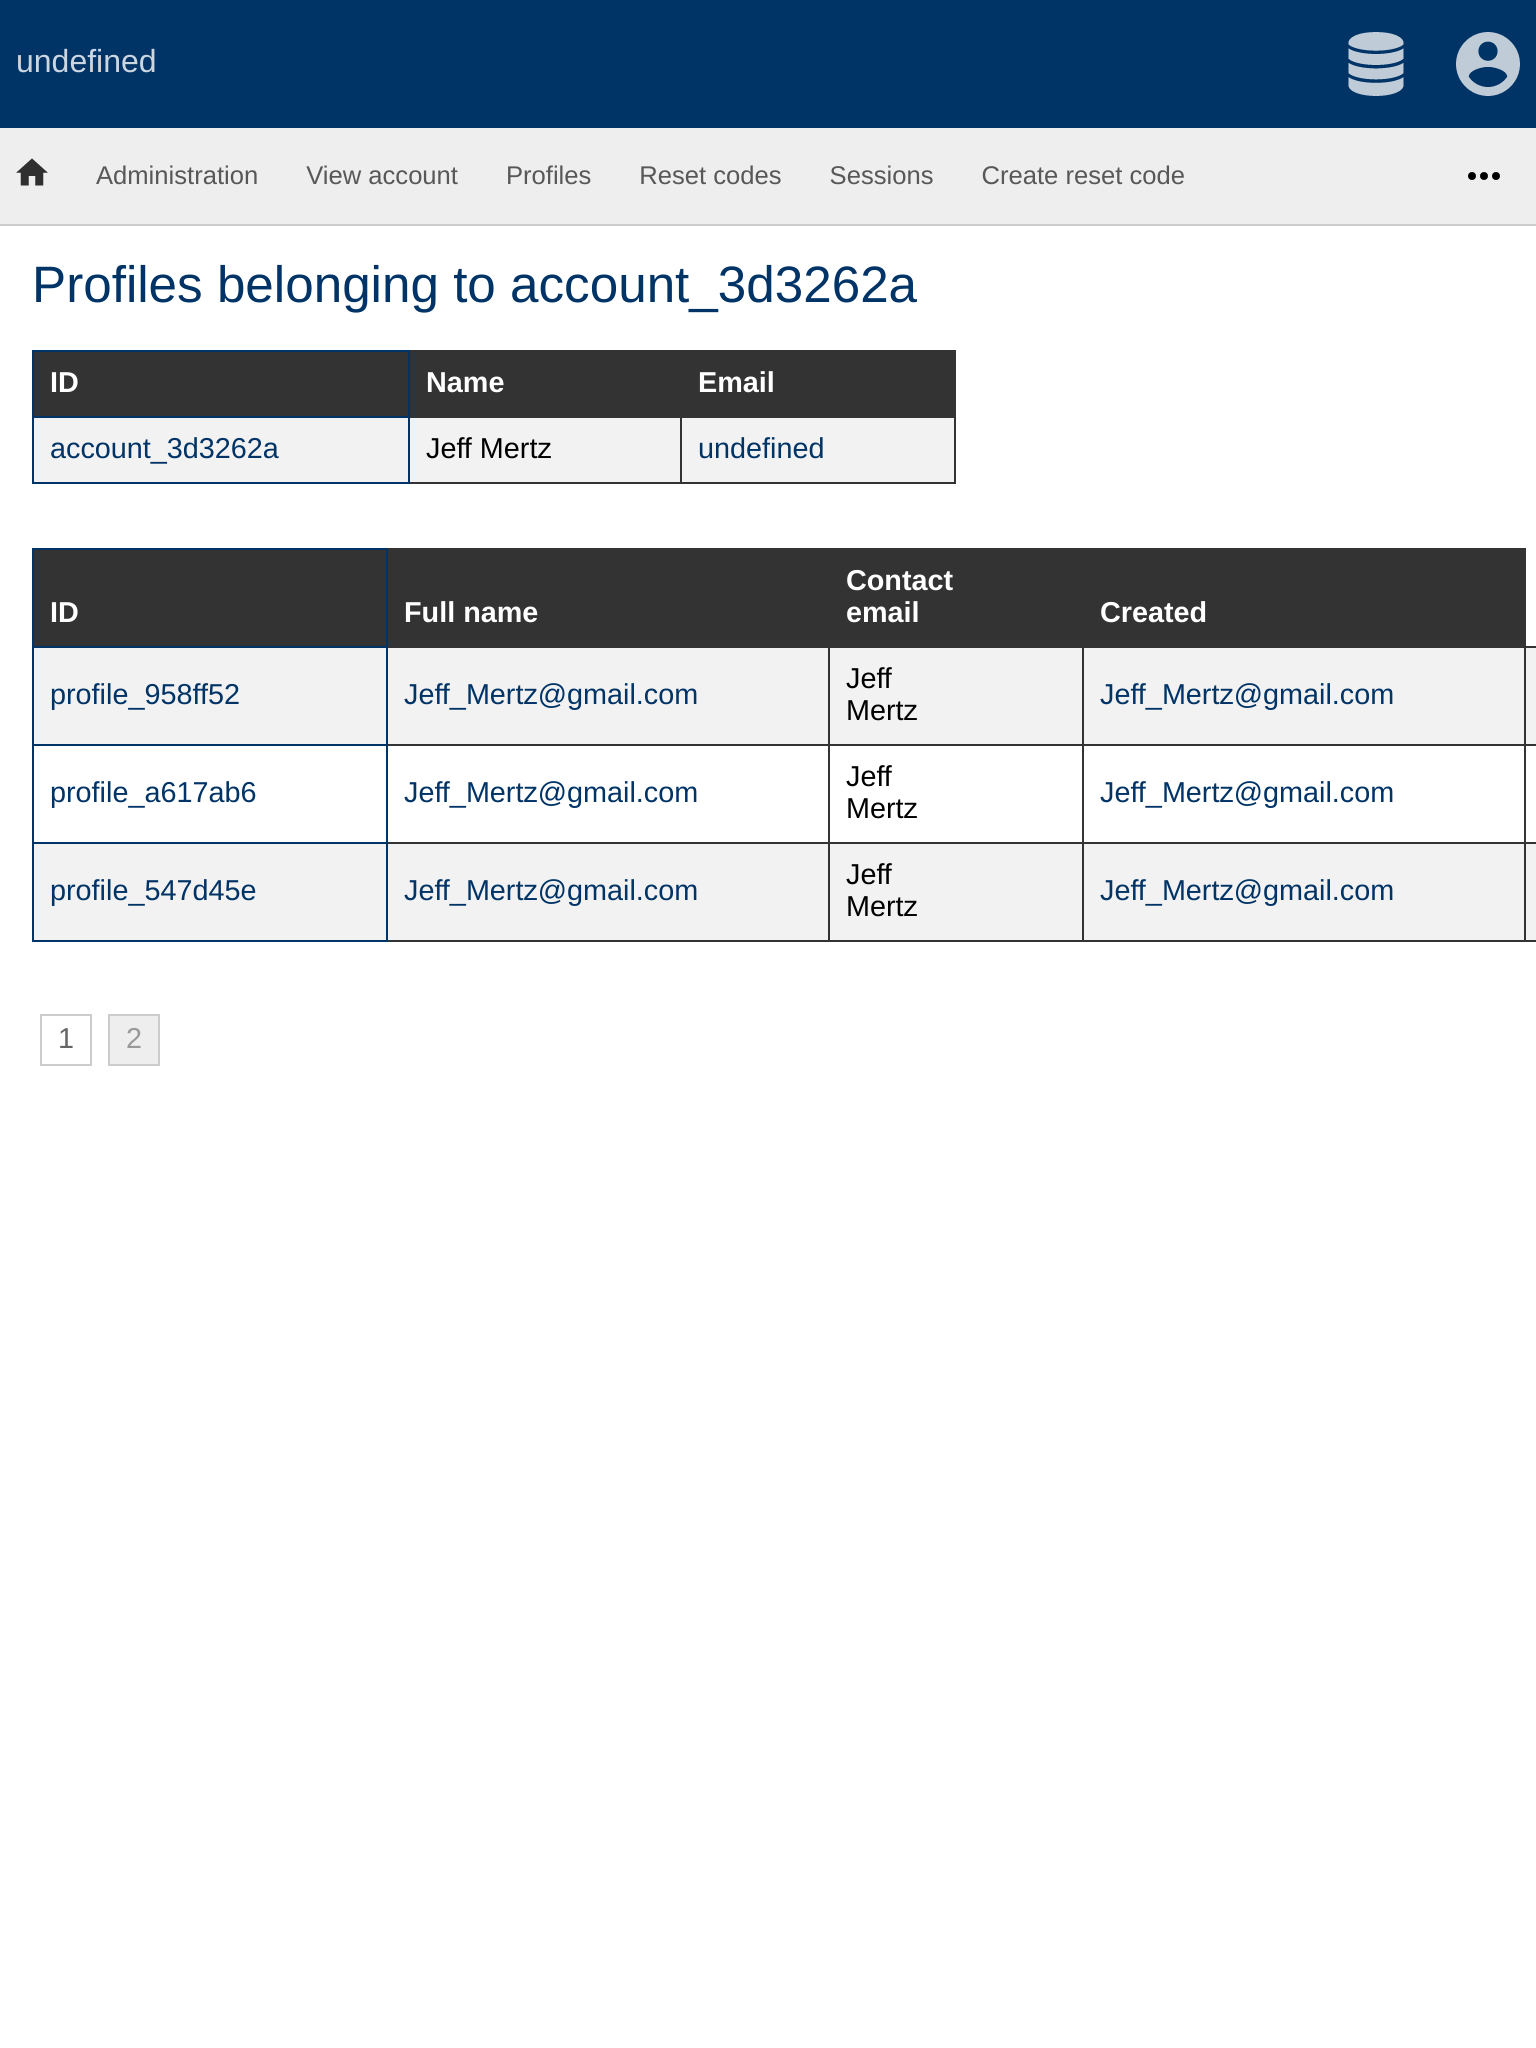 undefined
Administration View account Profiles Reset codes Sessions Create reset code
Profiles belonging to account_3d3262a
ID Name Email
account_3d3262a Jeff Mertz undefined
ID Full name Contact email Created
profile_958ff52 Jeff_Mertz@gmail.com Jeff Mertz Jeff_Mertz@gmail.com
profile_a617ab6 Jeff_Mertz@gmail.com Jeff Mertz Jeff_Mertz@gmail.com
profile_547d45e Jeff_Mertz@gmail.com Jeff Mertz Jeff_Mertz@gmail.com
1 2